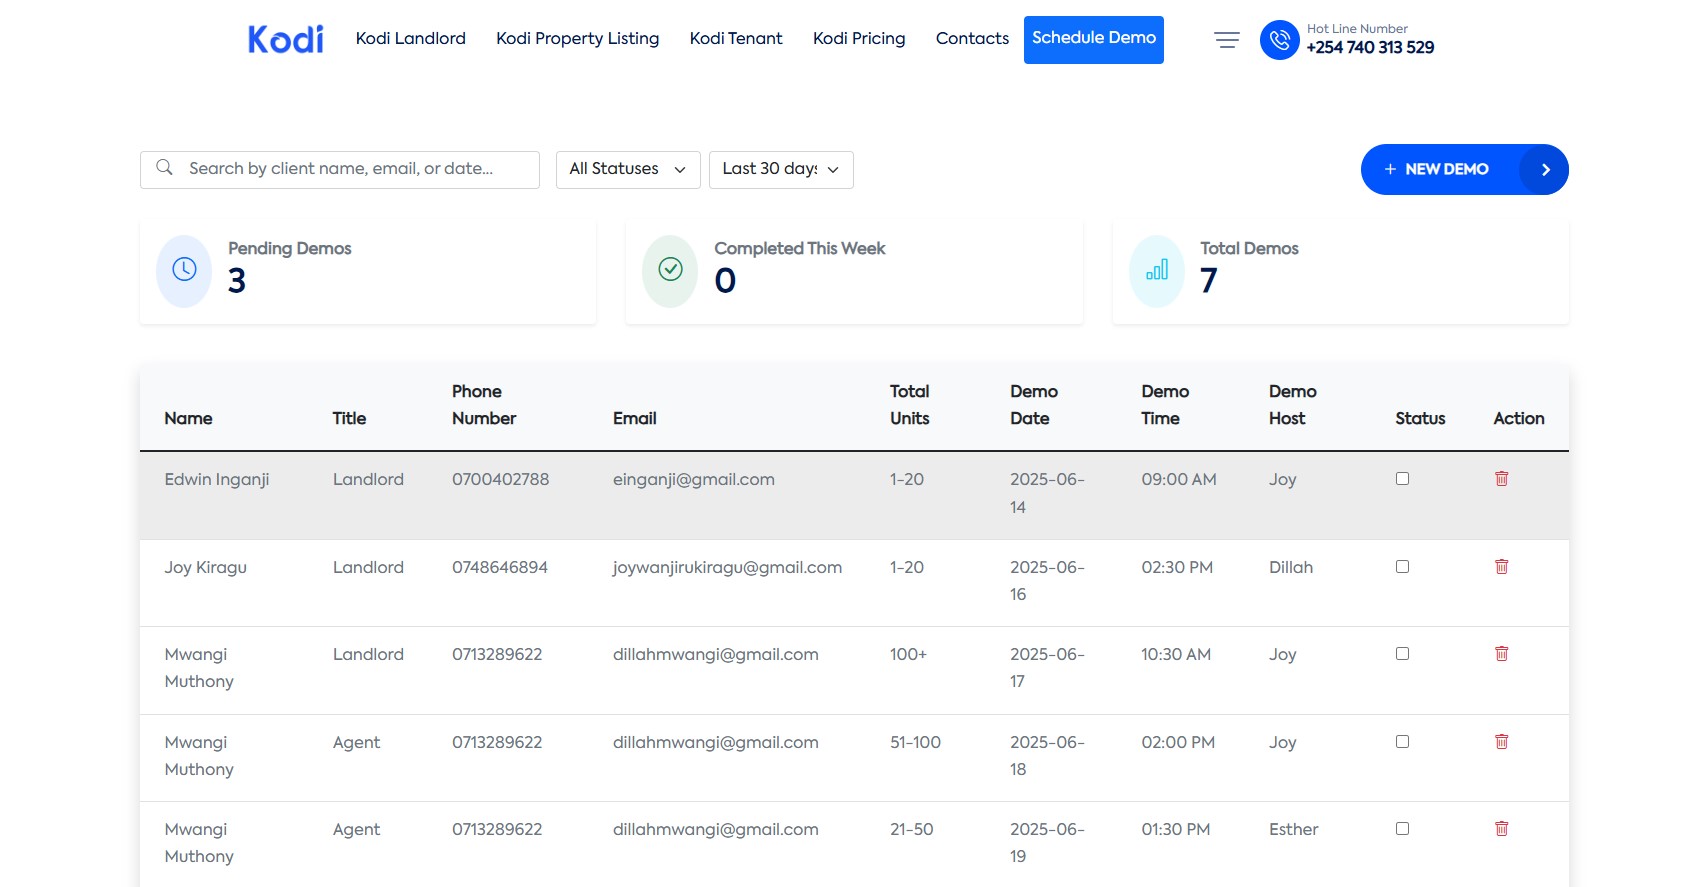 Kodi
Kodi Landlord
Kodi Property Listing
Kodi Tenant
Kodi Pricing
Contacts
Schedule Demo
Hot Line Number
+254 740 313 529
Search by client name, email, or date...
All Statuses
Last 30 days
+ NEW DEMO
Pending Demos
3
Completed This Week
0
Total Demos
7
Name Title Phone Number Email Total Units Demo Date Demo Time Demo Host Status Action
Edwin Inganji Landlord 0700402788 einganji@gmail.com 1-20 2025-06-14 09:00 AM Joy
Joy Kiragu Landlord 0748646894 joywanjirukiragu@gmail.com 1-20 2025-06-16 02:30 PM Dillah
Mwangi Muthony Landlord 0713289622 dillahmwangi@gmail.com 100+ 2025-06-17 10:30 AM Joy
Mwangi Muthony Agent 0713289622 dillahmwangi@gmail.com 51-100 2025-06-18 02:00 PM Joy
Mwangi Muthony Agent 0713289622 dillahmwangi@gmail.com 21-50 2025-06-19 01:30 PM Esther